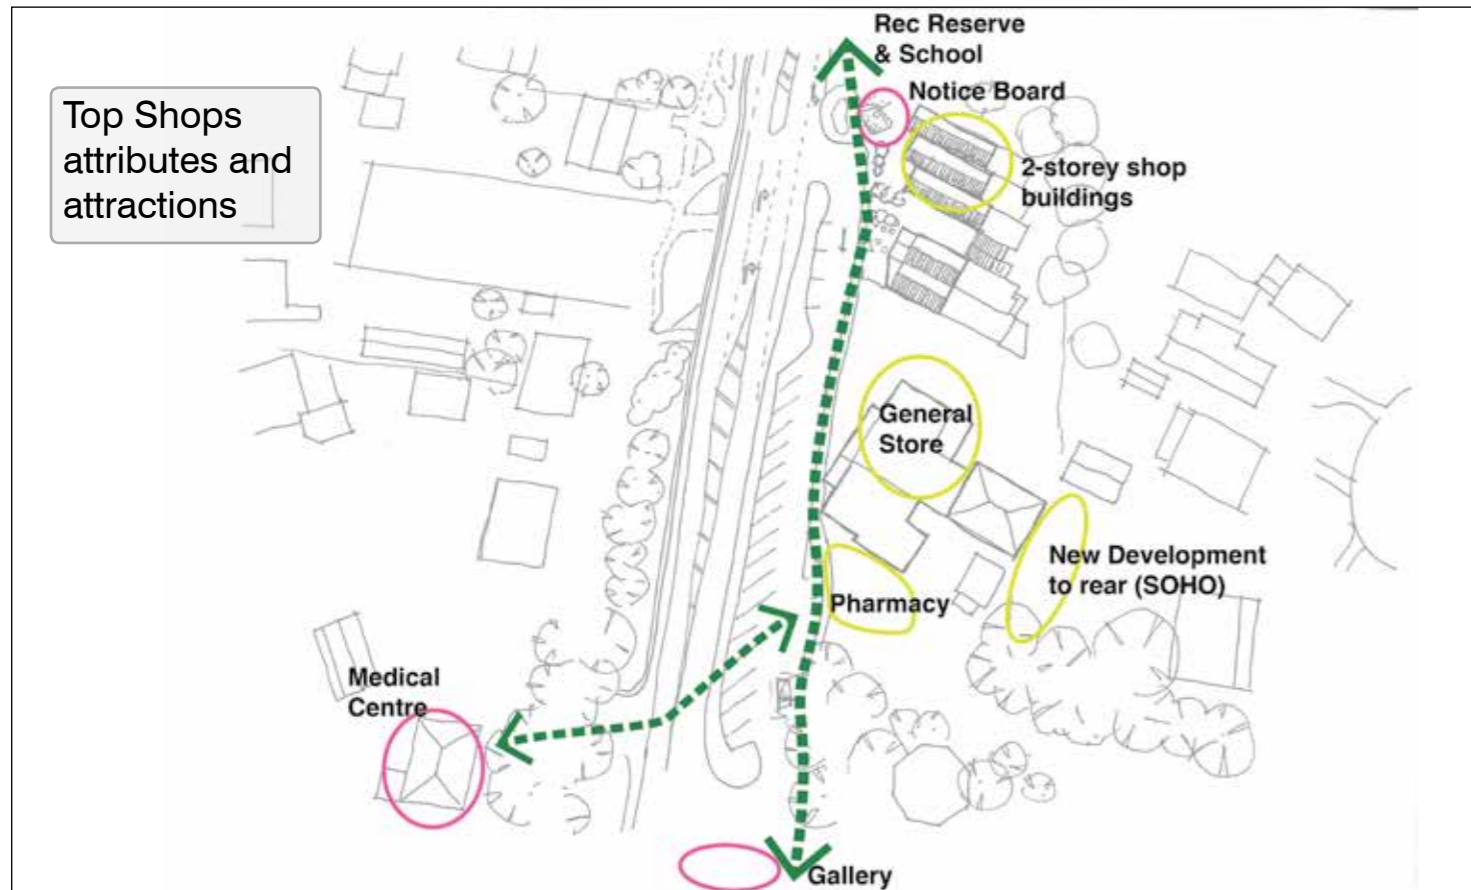 Top Shops
attributes and
attractions
Rec Reserve
& School
Notice Board
2-storey shop
buildings
General
Store
New Development
to rear (SOHO)
Pharmacy
Medical
Centre
Gallery